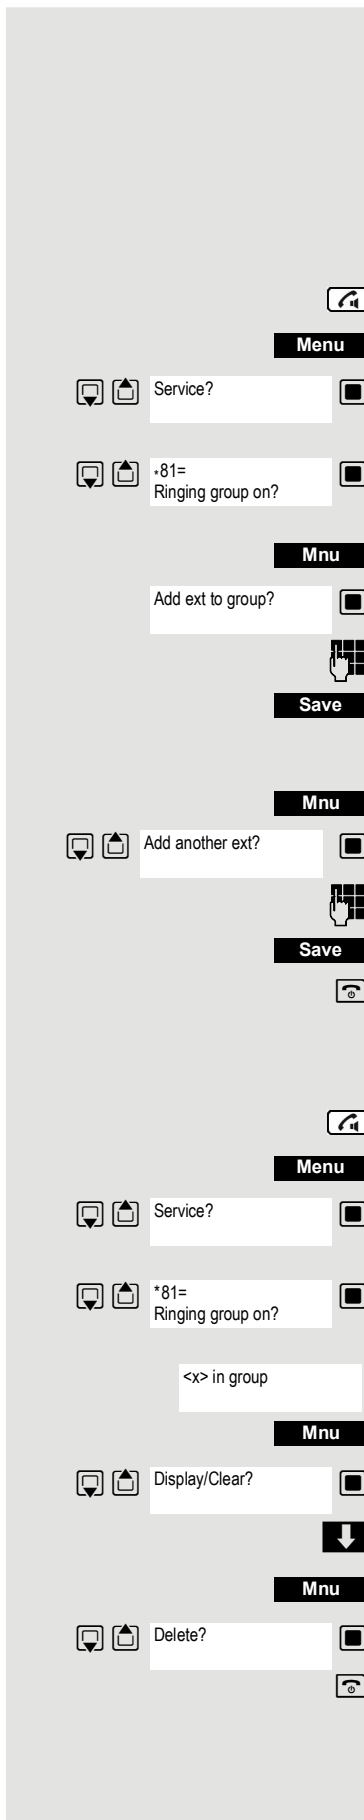 Menu
Service?
*81=
Ringing group on?
Mnu
Add ext to group?
Save
Mnu
Add another ext?
Save
Menu
Service?
*81=
Ringing group on?
<x> in group
Mnu
Display/Clear?
Mnu
Delete?